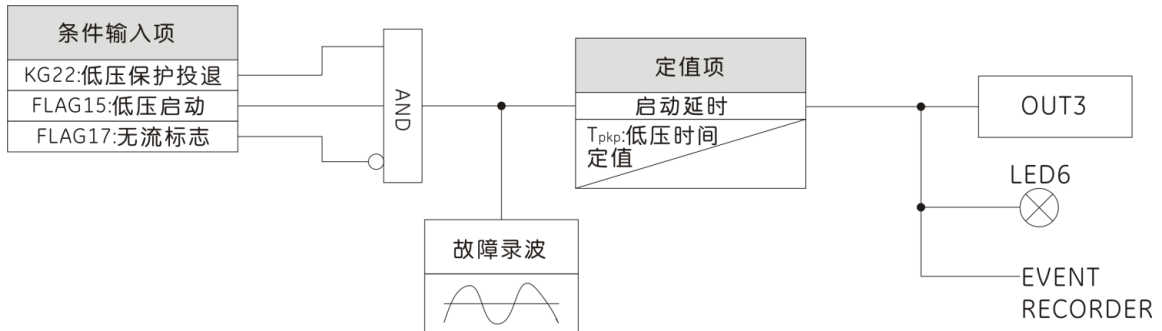 条件输入项
KG22:低压保护投退
FLAG15:低压启动
FLAG17:无流标志
AND
故障录波
定值项
启动延时
Tpkp:低压时间
定值
OUT3
LED6
EVENT
RECORDER